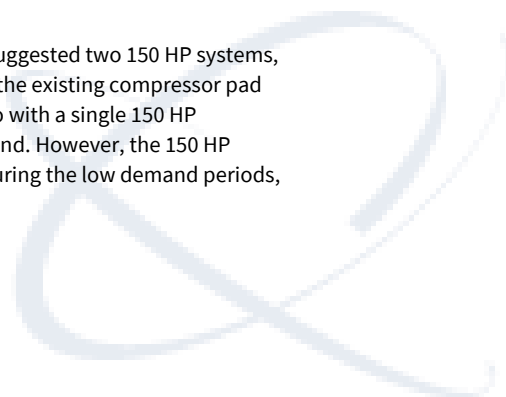 uggested two 150 HP systems,
the existing compressor pad
with a single 150 HP
nd. However, the 150 HP
uring the low demand periods,